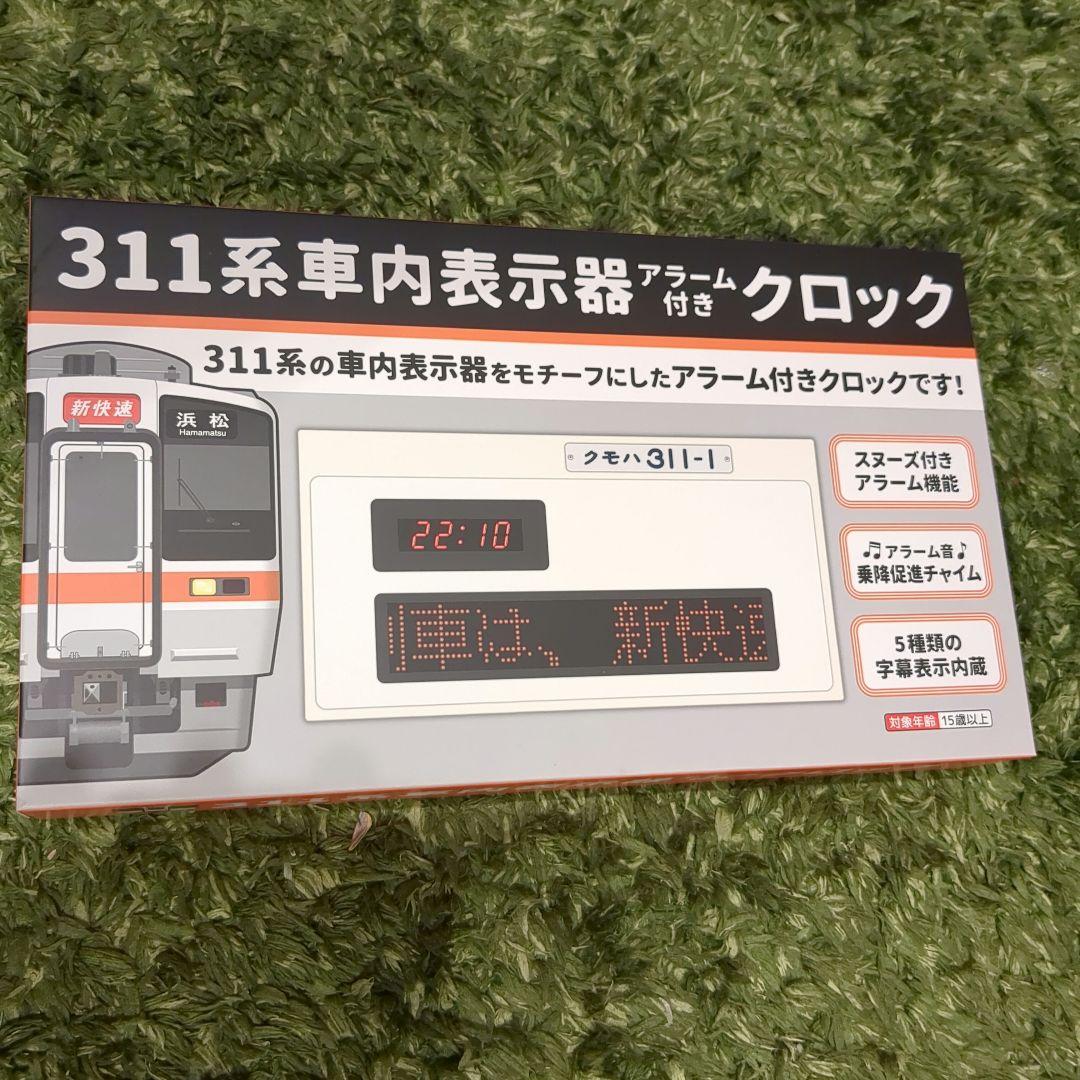 311系車内表示器アラーム付きクロック
311系の車内表示器をモチーフにしたアラーム付きクロックです!
新快速
浜松
Hamamatsu
クモハ311-1
22:10
車は、新快
スヌーズ付き
アラーム機能
♬アラーム音♪
乗降促進チャイム
5種類の
字幕表示内蔵
対象年齢 15歳以上